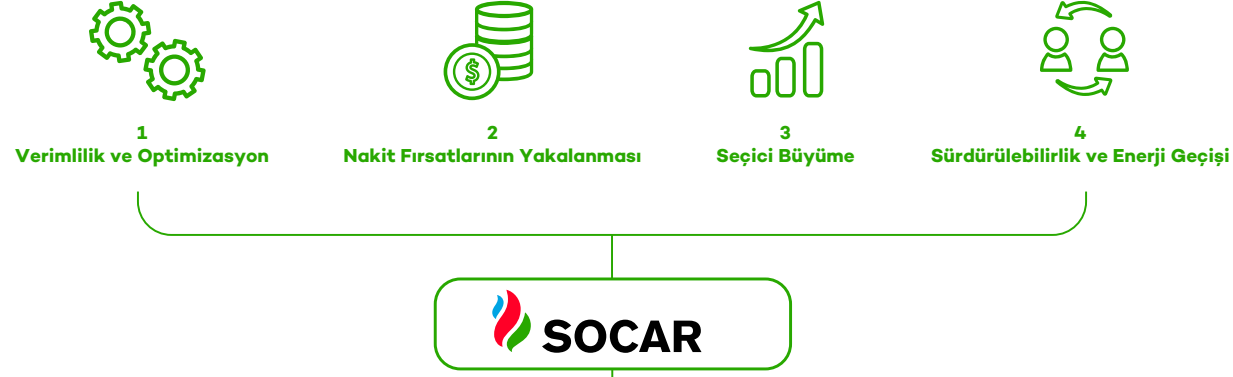 1
Verimlilik ve Optimizasyon
2
Nakit Fırsatlarının Yakalanması
3
Seçici Büyüme
4
Sürdürülebilirlik ve Enerji Geçişi
$
SOCAR